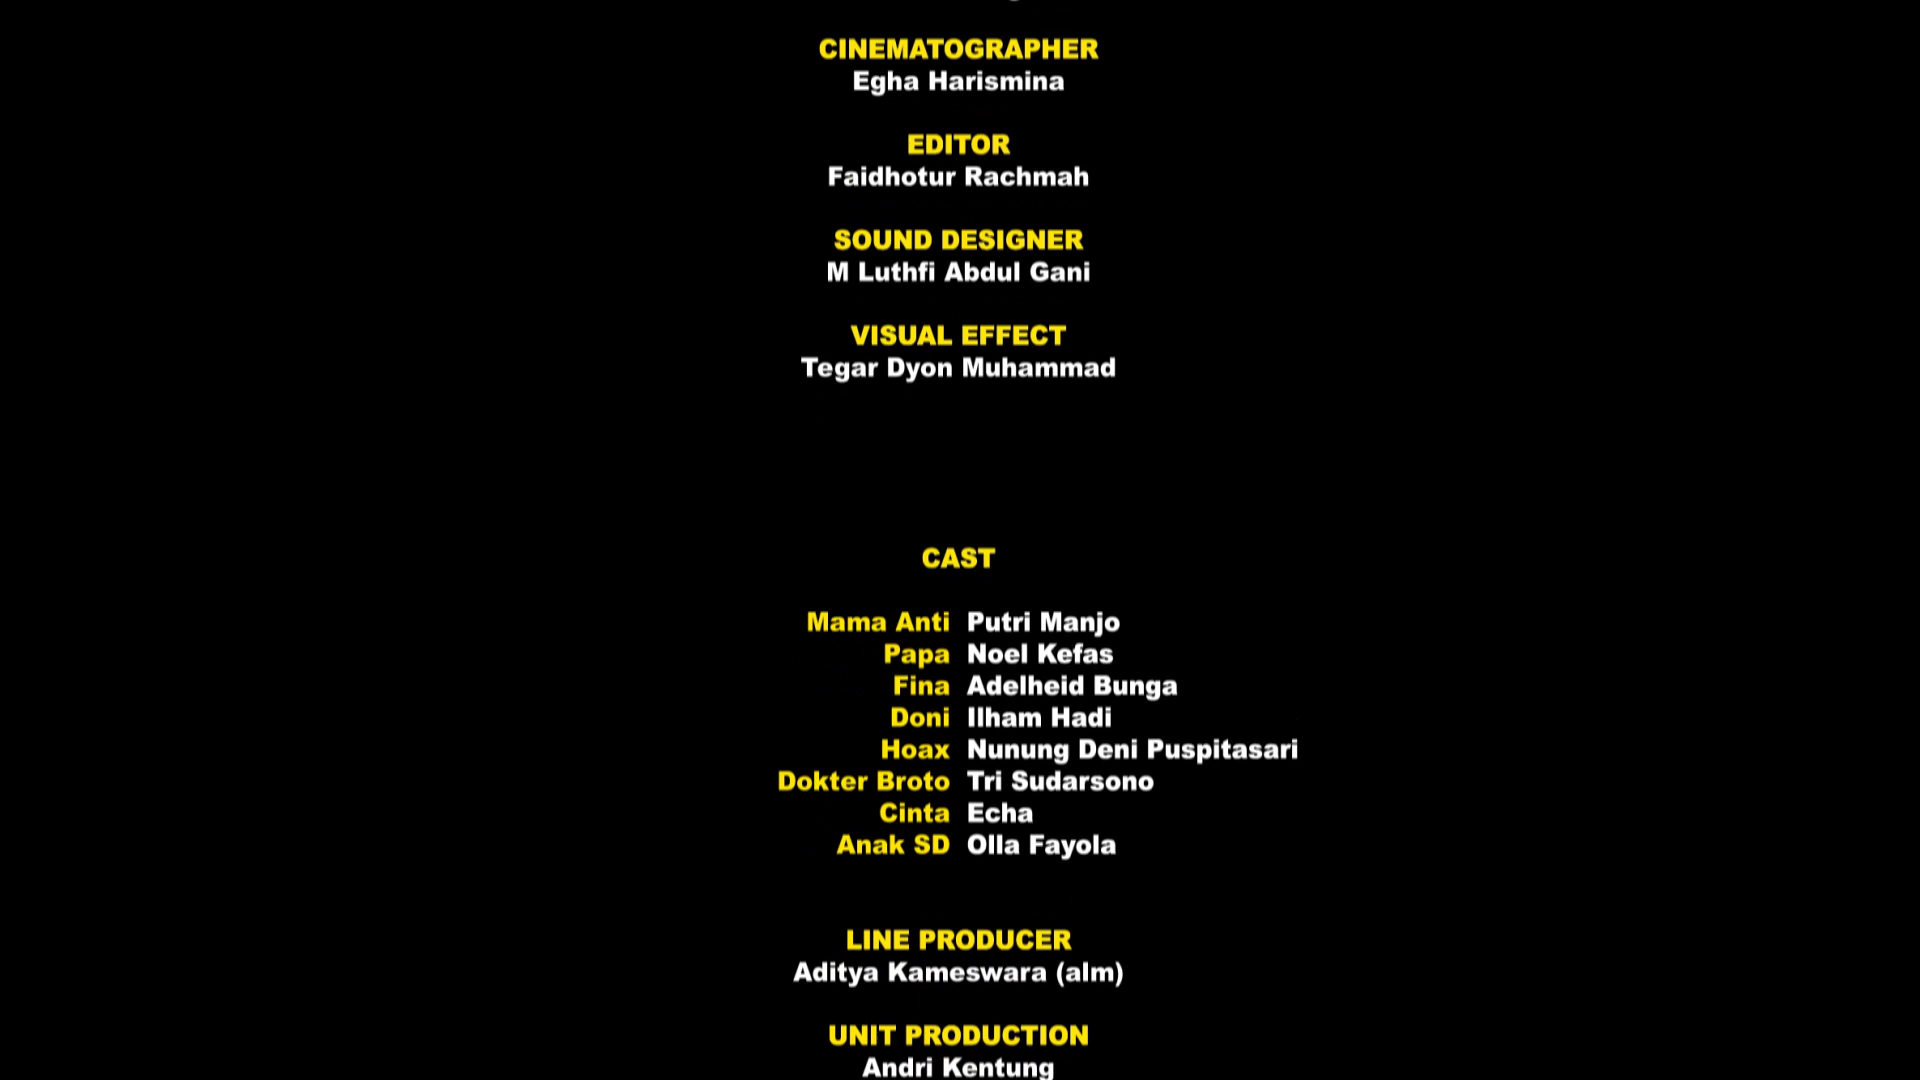 CINEMATOGRAPHER
Egha Harismina
EDITOR
Faidhotur Rachmah
SOUND DESIGNER
M Luthfi Abdul Gani
VISUAL EFFECT
Tegar Dyon Muhammad
CAST
Mama Anti Putri Manjo
Papa Noel Kefas
Fina Adelheid Bunga
Doni Ilham Hadi
Hoax Nunung Deni Puspitasari
Dokter Broto Tri Sudarsono
Cinta Echa
Anak SD Olla Fayola
LINE PRODUCER
Aditya Kameswara (alm)
UNIT PRODUCTION
Andri Kentung